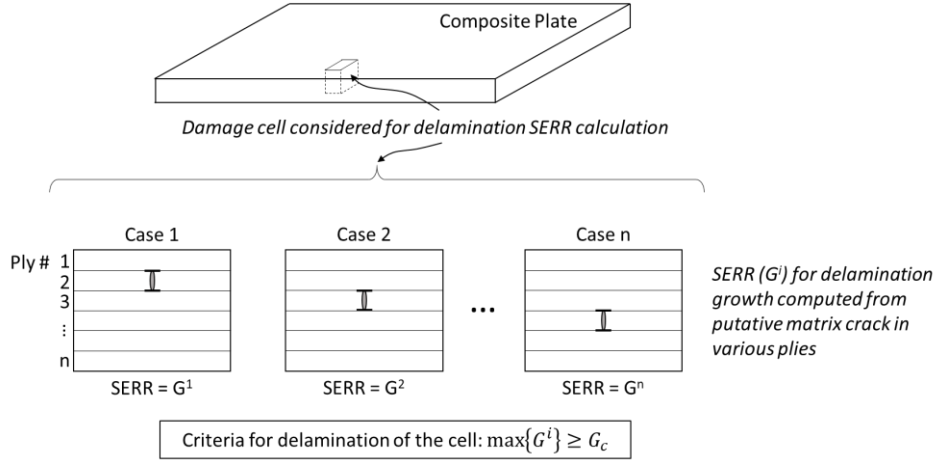 Composite Plate
Damage cell considered for delamination SERR calculation
Case 1
Case 2
Case n
Ply #
1
2
3
⋮
n
...
SERR = G¹
SERR = G²
SERR = Gⁿ
SERR (Gⁱ) for delamination
growth computed from
putative matrix crack in
various plies
Criteria for delamination of the cell: max{Gⁱ} ≥ G_c